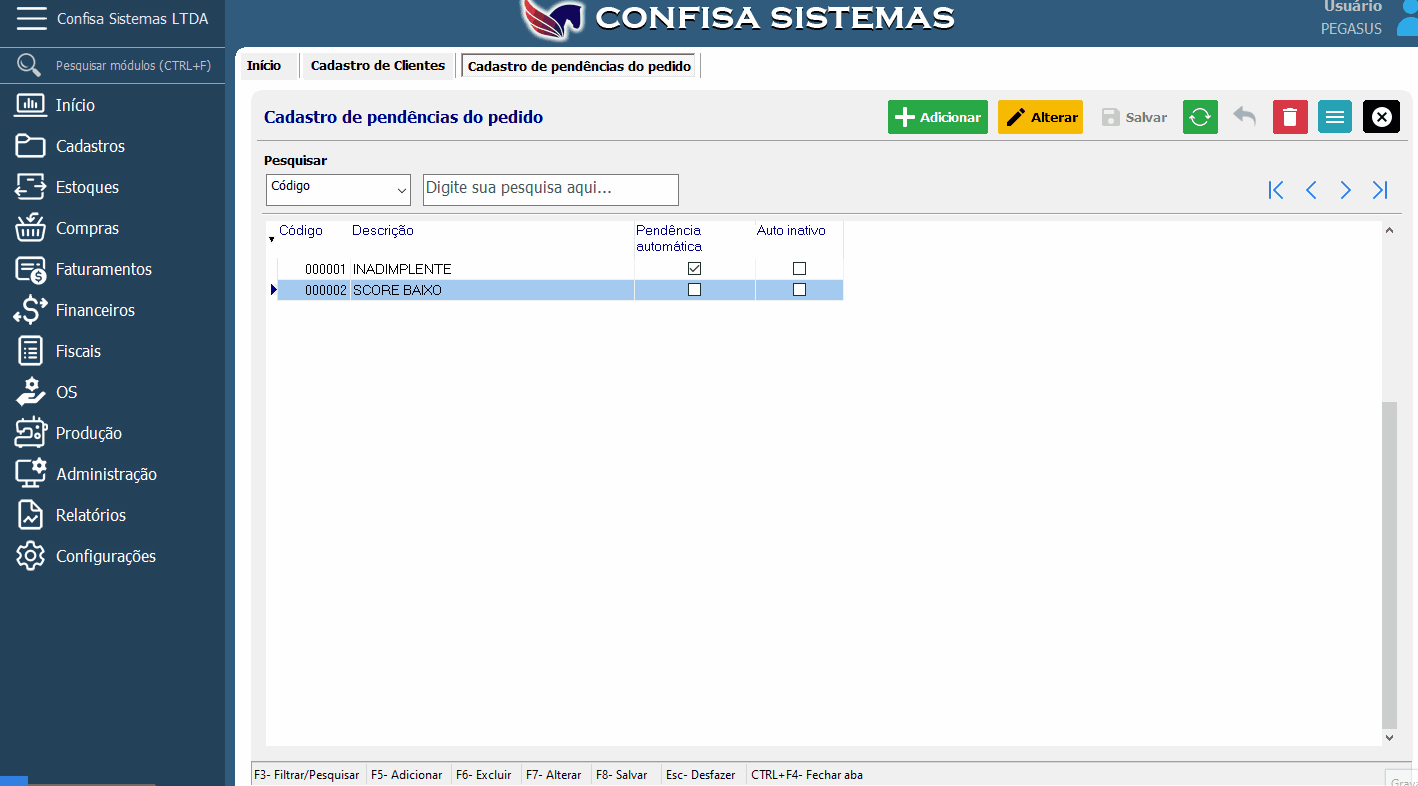 Confisa Sistemas LTDA
CONFISA SISTEMAS
Usuário
PEGASUS
Pesquisar módulos (CTRL+F)
Início
Cadastros
Estoques
Compras
Faturamentos
Financeiros
Fiscais
OS
Produção
Administração
Relatórios
Configurações
Início Cadastro de Clientes Cadastro de pendências do pedido
Cadastro de pendências do pedido
Adicionar Alterar Salvar
Pesquisar
Código Digite sua pesquisa aqui...
Código Descrição Pendência automática Auto inativo
000001 INADIMPLENTE
000002 SCORE BAIXO
F3- Filtrar/Pesquisar F5- Adicionar F6- Excluir F7- Alterar F8- Salvar Esc- Desfazer CTRL+F4- Fechar aba